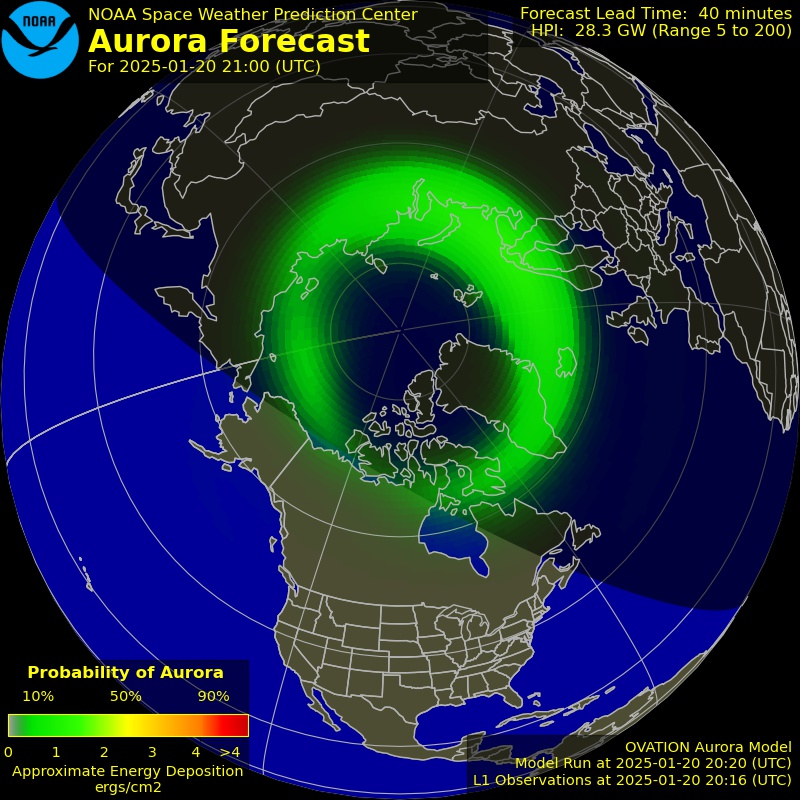 NOAA
NOAA Space Weather Prediction Center
Aurora Forecast
For 2025-01-20 21:00 (UTC)
Forecast Lead Time: 40 minutes
HPI: 28.3 GW (Range 5 to 200)
Probability of Aurora
10% 50% 90%
0 1 2 3 4 >4
Approximate Energy Deposition
ergs/cm2
OVATION Aurora Model
Model Run at 2025-01-20 20:20 (UTC)
L1 Observations at 2025-01-20 20:16 (UTC)